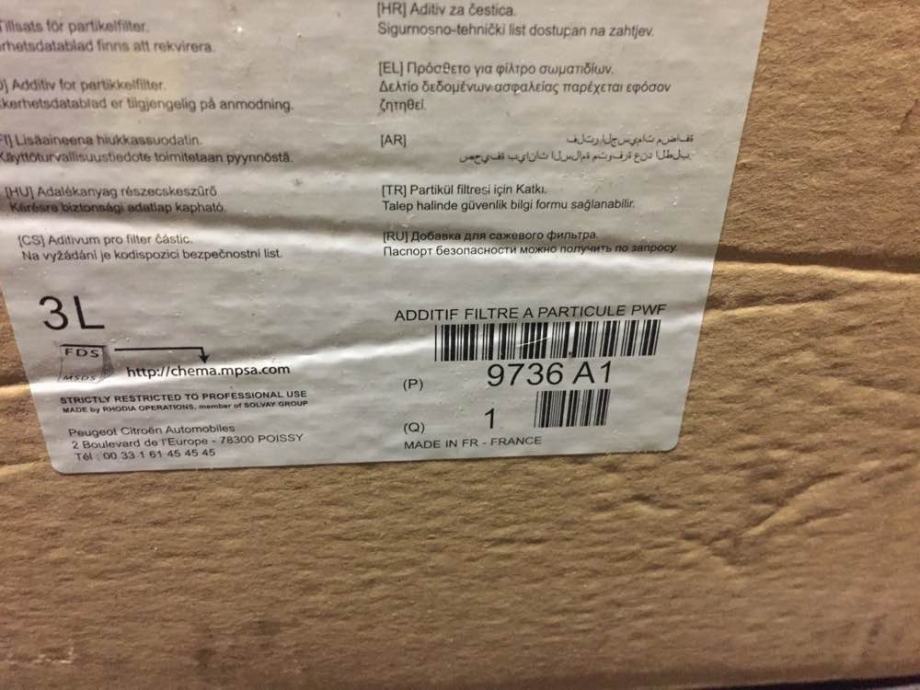 Tillsats för partikelfilter.
rhetsdatablad finns att rekvirera.
Additiv for partikkelfilter.
kerhetsdatablad er tilgjengelig på anmodning.
Lisäaineena hiukkassuodatin.
Käyttöturvallisuustiedote toimitetaan pyynnöstä.
[HU] Adalékanyag részecskeszűrő
Kérésre biztonsági adatlap kapható.
[CS] Aditivum pro filter částic.
Na vyžádání je kodispozici bezpečnostní list.
[HR] Aditiv za čestica.
Sigurnosno-tehnički list dostupan na zahtjev.
[EL] Πρόσθετο για φίλτρο σωματιδίων.
Δελτίο δεδομένων ασφαλείας παρέχεται εφόσον
ζητηθεί.
[AR]
[TR] Partikül filtresi için Katkı.
Talep halinde güvenlik bilgi formu sağlanabilir.
[RU] Добавка для сажевого фильтра.
Паспорт безопасности можно получить по запросу.
3L
FDS
MSDS
http://chema.mpsa.com
STRICTLY RESTRICTED TO PROFESSIONAL USE
MADE by RHODIA OPERATIONS, member of SOLVAY GROUP
Peugeot Citroën Automobiles
2 Boulevard de l'Europe - 78300 POISSY
Tél : 00 33 1 61 45 45 45
ADDITIF FILTRE A PARTICULE PWF
(P) 9736 A1
(Q) 1
MADE IN FR - FRANCE